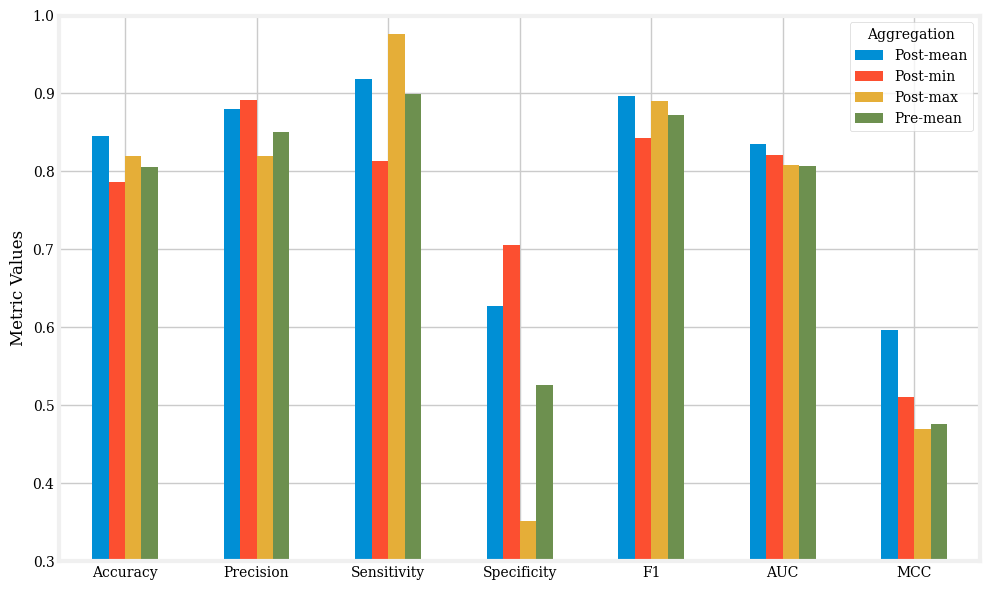 Metric Values
1.0
0.9
0.8
0.7
0.6
0.5
0.4
0.3
Aggregation
Post-mean
Post-min
Post-max
Pre-mean
Accuracy Precision Sensitivity Specificity F1 AUC MCC